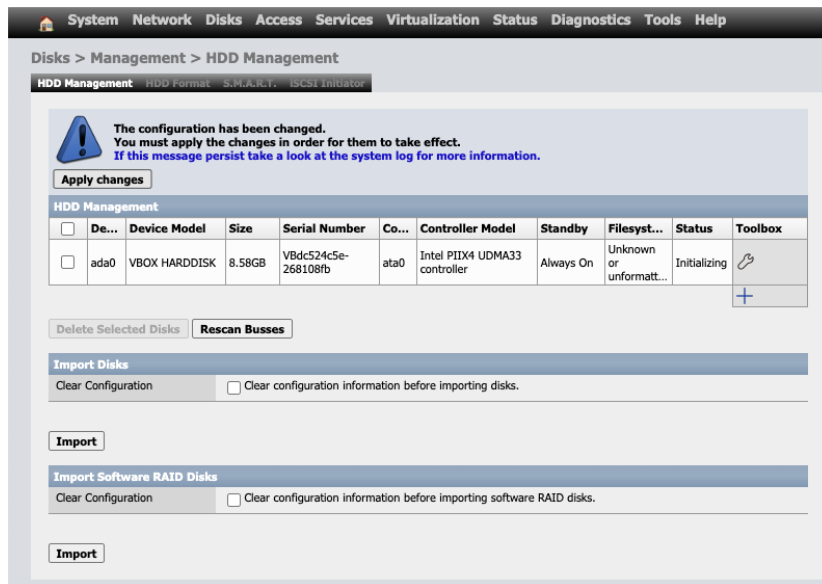 System Network Disks Access Services Virtualization Status Diagnostics Tools Help
Disks > Management > HDD Management
HDD Management HDD Format S.M.A.R.T. iSCSI Initiator
The configuration has been changed.
You must apply the changes in order for them to take effect.
If this message persist take a look at the system log for more information.
Apply changes
HDD Management
De... Device Model Size Serial Number Co... Controller Model Standby Filesyst... Status Toolbox
ada0 VBOX HARDDISK 8.58GB VBdc524c5e-268108fb ata0 Intel PIIX4 UDMA33 controller Always On Unknown or unformatt... Initializing
Delete Selected Disks Rescan Busses
Import Disks
Clear Configuration Clear configuration information before importing disks.
Import
Import Software RAID Disks
Clear Configuration Clear configuration information before importing software RAID disks.
Import